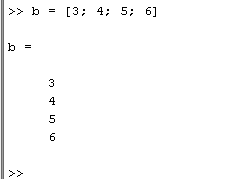 >> b = [3; 4; 5; 6]
b =
3
4
5
6
>>